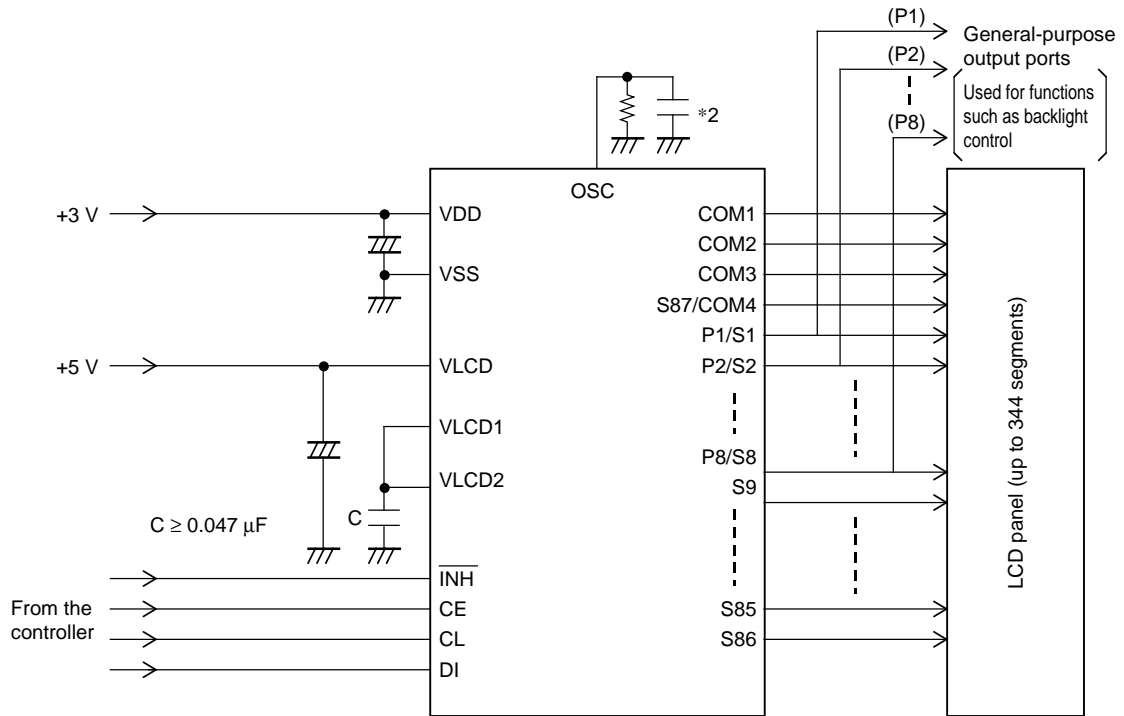 (P1)
General-purpose
output ports
(P2)
Used for functions
such as backlight
control
(P8)
*2
OSC
+3 V
VDD
VSS
+5 V
VLCD
VLCD1
VLCD2
C
C ≥ 0.047 μF
From the
controller
INH
CE
CL
DI
COM1
COM2
COM3
S87/COM4
P1/S1
P2/S2
P8/S8
S9
S85
S86
LCD panel (up to 344 segments)